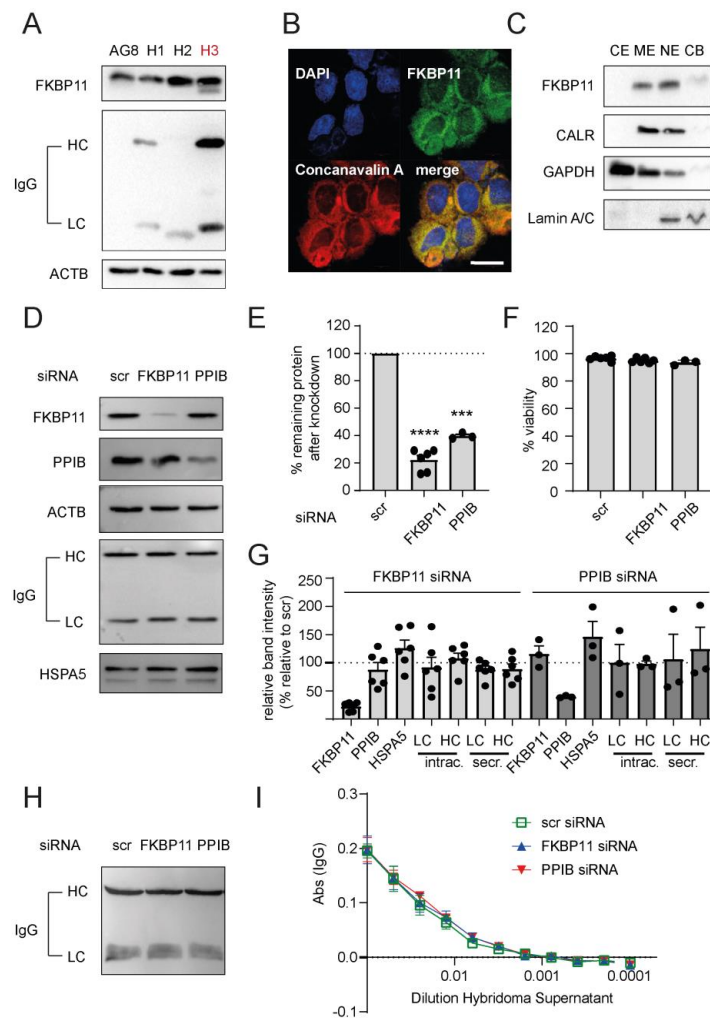 A
AG8 H1 H2 H3
FKBP11
HC
IgG
LC
ACTB
B
DAPI FKBP11
Concanavalin A merge
C
CE ME NE CB
FKBP11
CALR
GAPDH
Lamin A/C
D
siRNA scr FKBP11 PPIB
FKBP11
PPIB
ACTB
HC
IgG
LC
HSPA5
E
% remaining protein
after knockdown
120
100
80
60
40
20
0
**** ***
scr FKBP11 PPIB
siRNA
F
% viability
120
100
80
60
40
20
0
scr FKBP11 PPIB
G
FKBP11 siRNA PPIB siRNA
relative band intensity
(% relative to scr)
250
200
150
100
50
FKBP11 PPIB HSPA5 LC HC LC HC FKBP11 PPIB HSPA5 LC HC LC HC
intrac. secr. intrac. secr.
H
siRNA scr FKBP11 PPIB
HC
IgG
LC
I
Abs (IgG)
0.3
0.2
0.1
0.0
-0.1
scr siRNA
FKBP11 siRNA
PPIB siRNA
0.01 0.001 0.0001
Dilution Hybridoma Supernatant